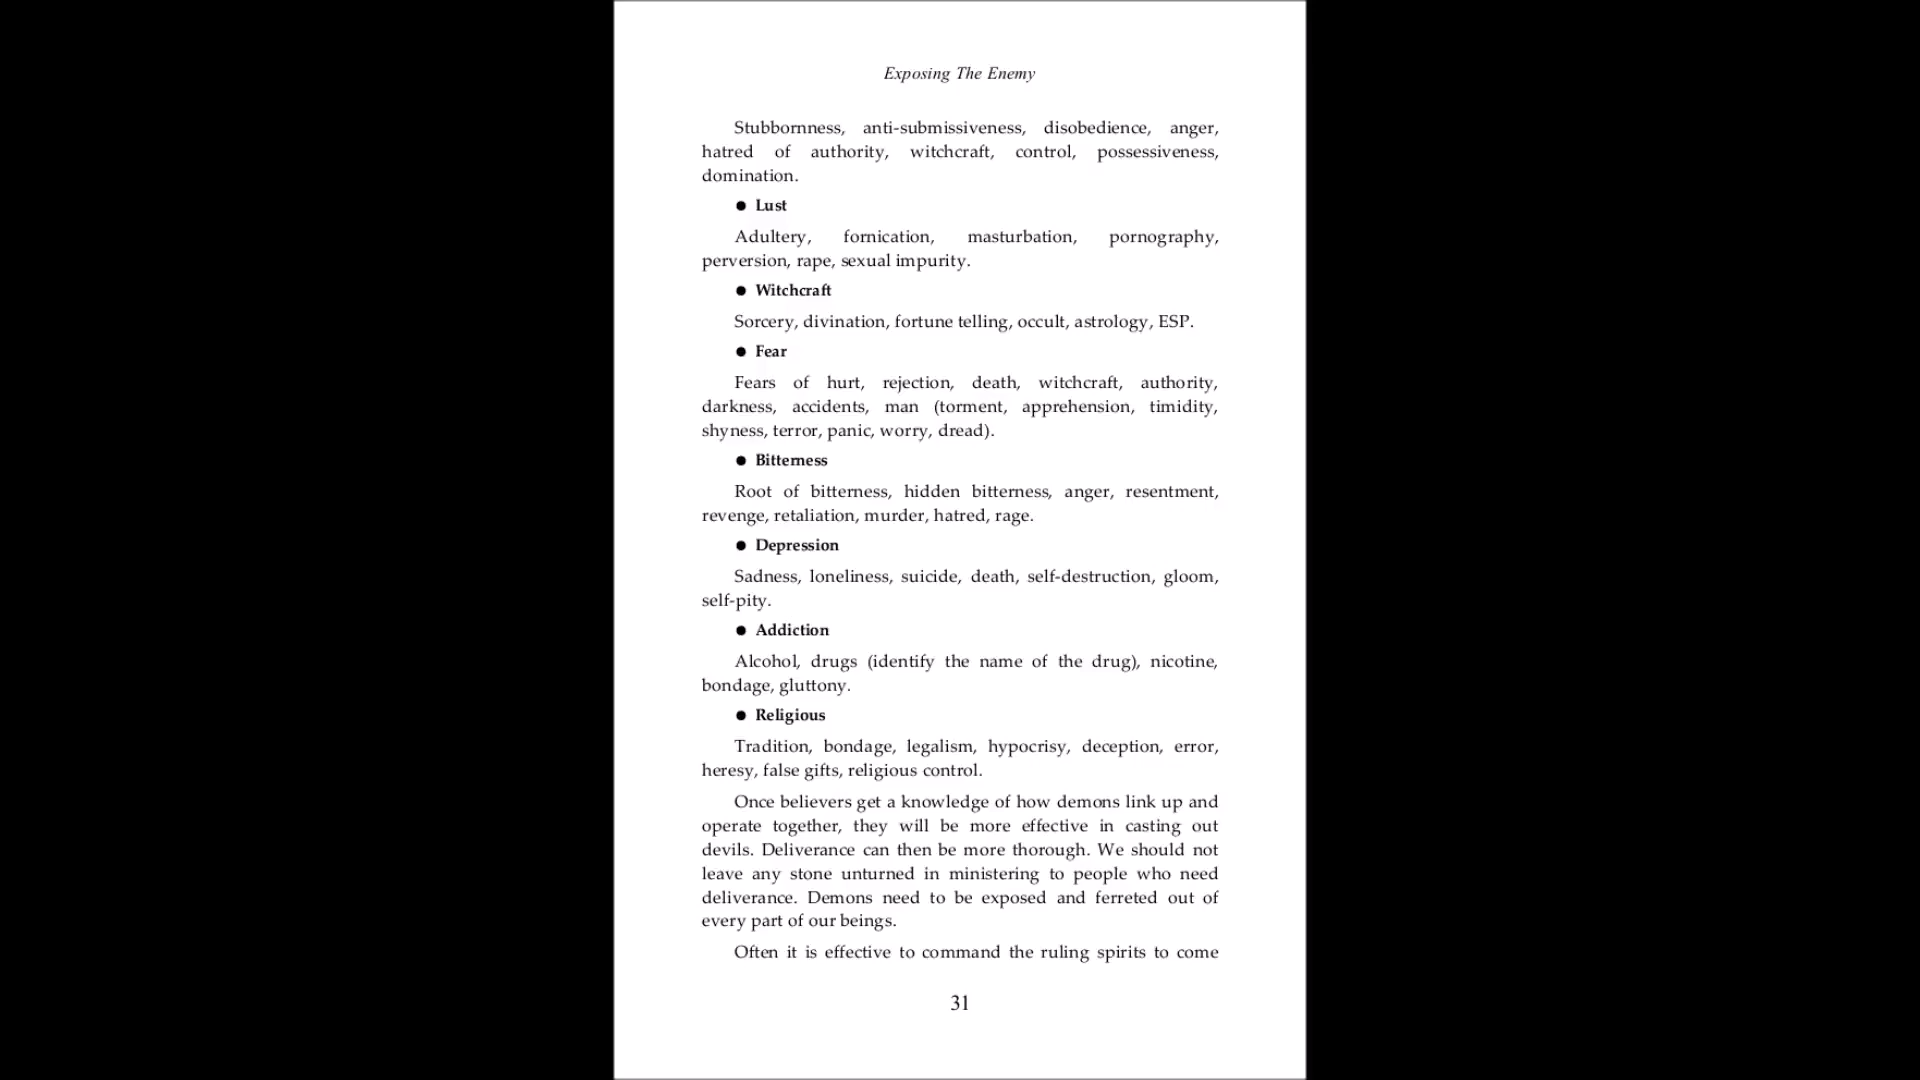 Exposing The Enemy
Stubbornness, anti-submissiveness, disobedience, anger,
hatred of authority, witchcraft, control, possessiveness,
domination.
● Lust
Adultery, fornication, masturbation, pornography,
perversion, rape, sexual impurity.
● Witchcraft
Sorcery, divination, fortune telling, occult, astrology, ESP.
● Fear
Fears of hurt, rejection, death, witchcraft, authority,
darkness, accidents, man (torment, apprehension, timidity,
shyness, terror, panic, worry, dread).
● Bitterness
Root of bitterness, hidden bitterness, anger, resentment,
revenge, retaliation, murder, hatred, rage.
● Depression
Sadness, loneliness, suicide, death, self-destruction, gloom,
self-pity.
● Addiction
Alcohol, drugs (identify the name of the drug), nicotine,
bondage, gluttony.
● Religious
Tradition, bondage, legalism, hypocrisy, deception, error,
heresy, false gifts, religious control.
Once believers get a knowledge of how demons link up and
operate together, they will be more effective in casting out
devils. Deliverance can then be more thorough. We should not
leave any stone unturned in ministering to people who need
deliverance. Demons need to be exposed and ferreted out of
every part of our beings.
Often it is effective to command the ruling spirits to come
31